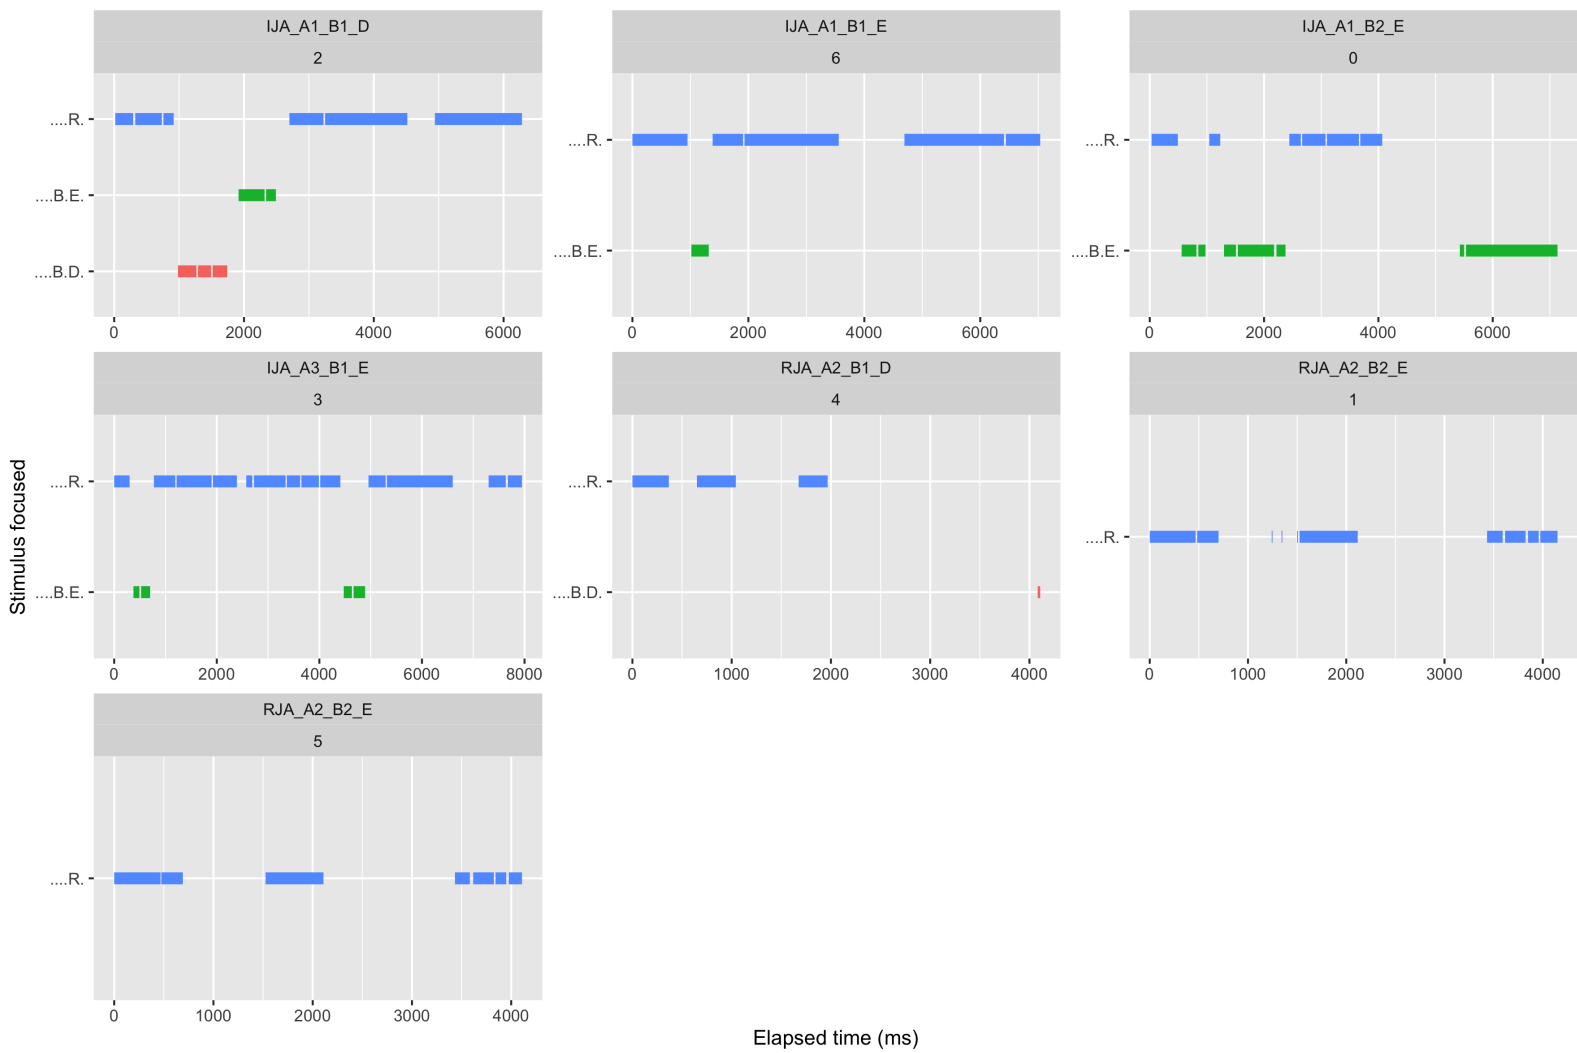 IJA_A1_B1_D
2
IJA_A1_B1_E
6
IJA_A1_B2_E
0
....R.
....B.E.
....B.D.
0 2000 4000 6000
....R.
....B.E.
0 2000 4000 6000
....R.
....B.E.
0 2000 4000 6000
IJA_A3_B1_E
3
RJA_A2_B1_D
4
RJA_A2_B2_E
1
Stimulus focused
....R.
....B.E.
0 2000 4000 6000 8000
....R.
....B.D.
0 1000 2000 3000 4000
....R.
0 1000 2000 3000 4000
RJA_A2_B2_E
5
....R.
0 1000 2000 3000 4000
Elapsed time (ms)